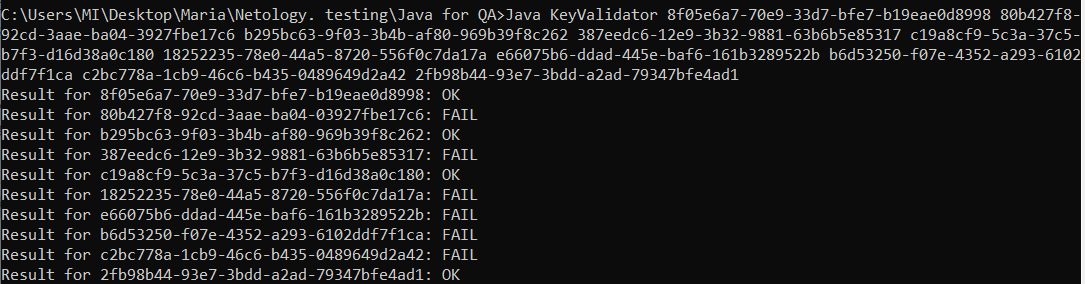 C:\Users\MI\Desktop\Maria\Netology. testing\Java for QA>Java KeyValidator 8f05e6a7-70e9-33d7-bfe7-b19eae0d8998 80b427f8-
92cd-3aae-ba04-3927fbe17c6 b295bc63-9f03-3b4b-af80-969b39f8c262 387eedc6-12e9-3b32-9881-63b6b5e85317 c19a8cf9-5c3a-37c5-
b7f3-d16d38a0c180 18252235-78e0-44a5-8720-556f0c7da17a e66075b6-ddad-445e-baf6-161b3289522b b6d53250-f07e-4352-a293-6102
ddf7f1ca c2bc778a-1cb9-46c6-b435-0489649d2a42 2fb98b44-93e7-3bdd-a2ad-79347bfe4ad1
Result for 8f05e6a7-70e9-33d7-bfe7-b19eae0d8998: OK
Result for 80b427f8-92cd-3aae-ba04-03927fbe17c6: FAIL
Result for b295bc63-9f03-3b4b-af80-969b39f8c262: OK
Result for 387eedc6-12e9-3b32-9881-63b6b5e85317: FAIL
Result for c19a8cf9-5c3a-37c5-b7f3-d16d38a0c180: OK
Result for 18252235-78e0-44a5-8720-556f0c7da17a: FAIL
Result for e66075b6-ddad-445e-baf6-161b3289522b: FAIL
Result for b6d53250-f07e-4352-a293-6102ddf7f1ca: FAIL
Result for c2bc778a-1cb9-46c6-b435-0489649d2a42: FAIL
Result for 2fb98b44-93e7-3bdd-a2ad-79347bfe4ad1: OK